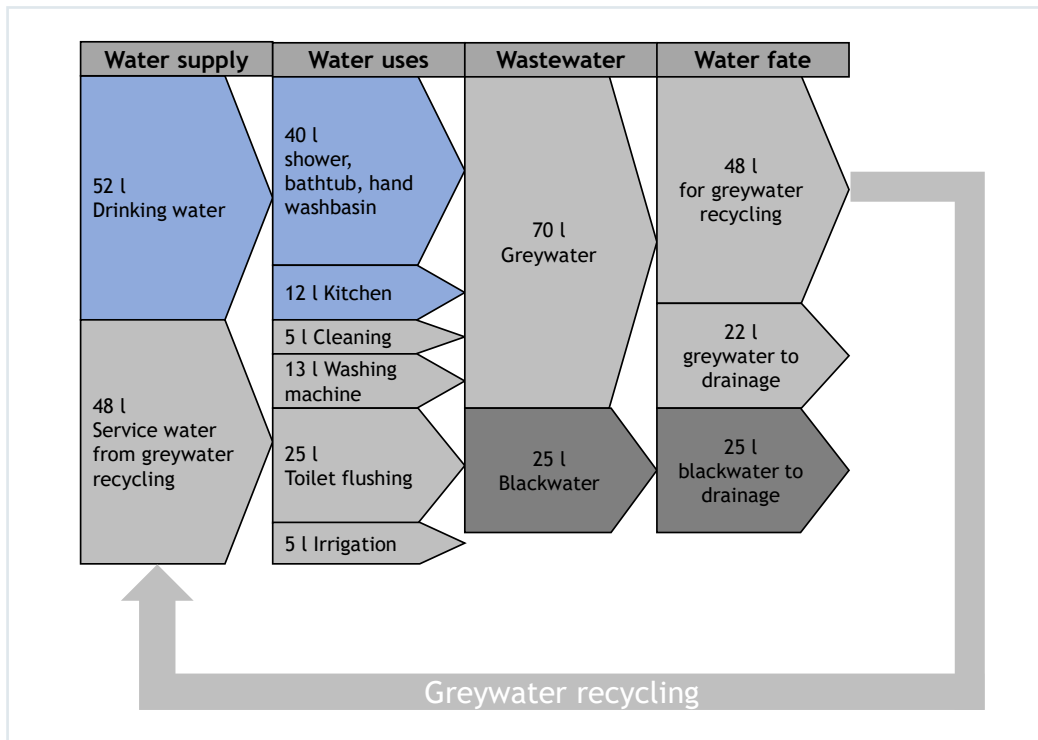 Water supply
Water uses
Wastewater
Water fate
52 l
Drinking water
48 l
Service water
from greywater
recycling
40 l
shower,
bathtub, hand
washbasin
12 l Kitchen
5 l Cleaning
13 l Washing
machine
25 l
Toilet flushing
5 l Irrigation
70 l
Greywater
25 l
Blackwater
48 l
for greywater
recycling
22 l
greywater to
drainage
25 l
blackwater to
drainage
Greywater recycling